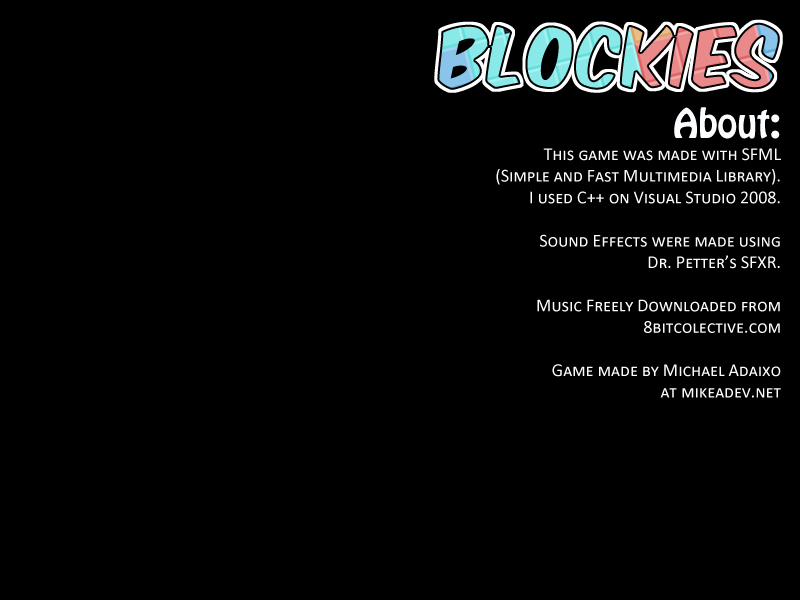 BLOCKIES
About:
This game was made with SFML
(Simple and Fast Multimedia Library).
I used C++ on Visual Studio 2008.
Sound Effects were made using
Dr. Petter's SFXR.
Music Freely Downloaded from
8bitcolective.com
Game made by Michael Adaixo
at mikeadev.net